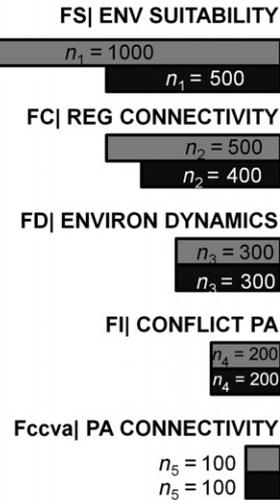 FS| ENV SUITABILITY
n₁ = 1000
n₁ = 500
FC| REG CONNECTIVITY
n₂ = 500
n₂ = 400
FD| ENVIRON DYNAMICS
n₃ = 300
n₃ = 300
FI| CONFLICT PA
n₄ = 200
n₄ = 200
Fccva| PA CONNECTIVITY
n₅ = 100
n₅ = 100